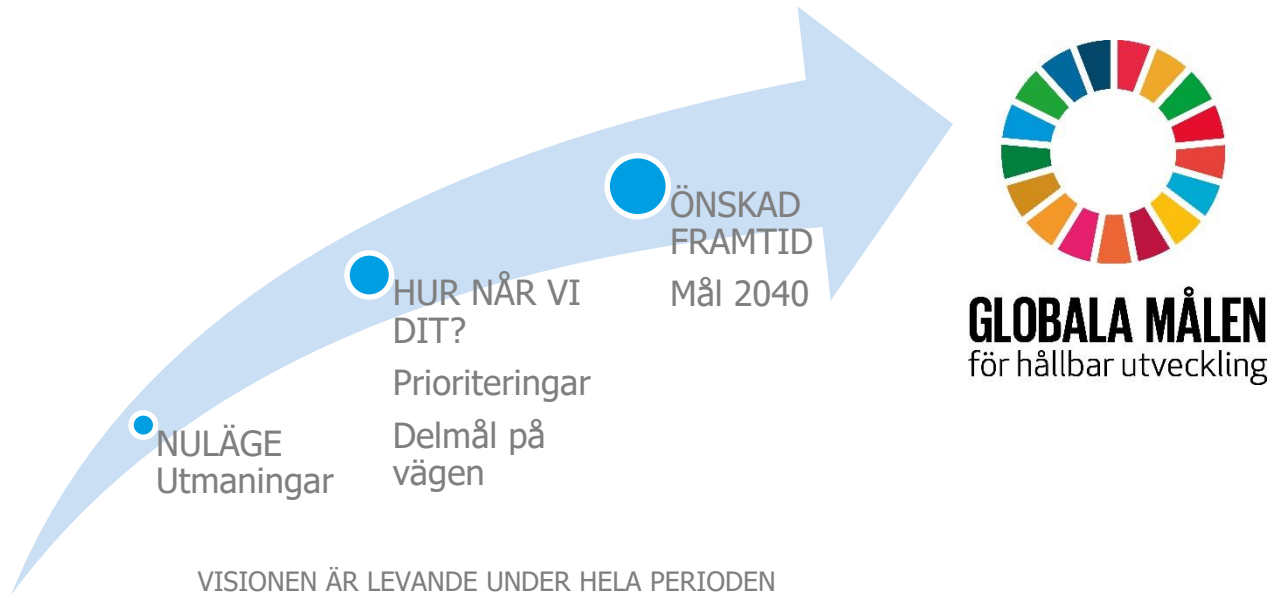 NULÄGE
Utmaningar
HUR NÅR VI
DIT?
Prioriteringar
Delmål på
vägen
ÖNSKAD
FRAMTID
Mål 2040
GLOBALA MÅLEN
för hållbar utveckling
VISIONEN ÄR LEVANDE UNDER HELA PERIODEN